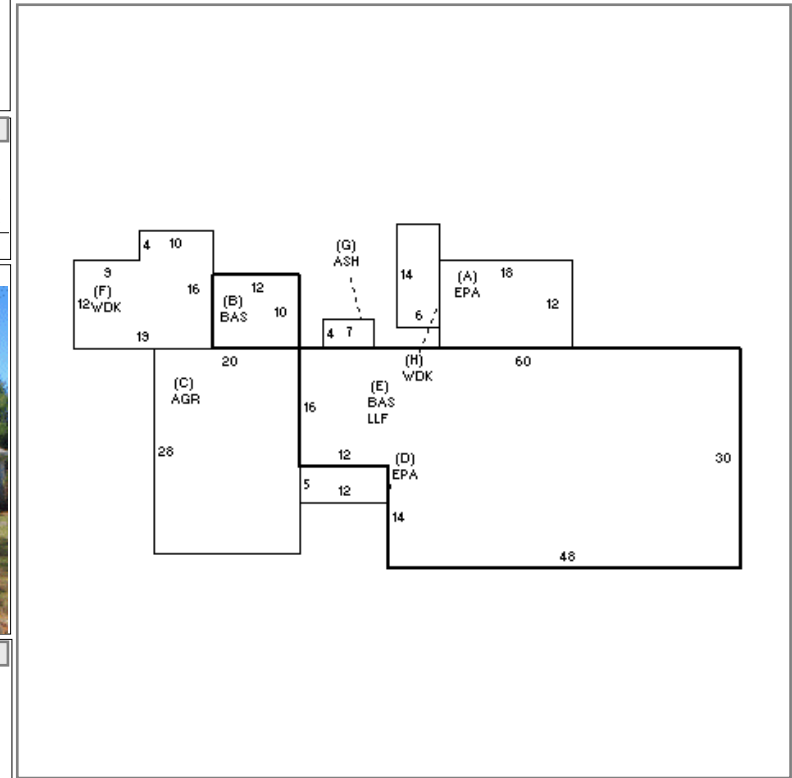 4 10
(G)
ASH
9
(F)
WDK
12
16
19
12
(B)
BAS
10
14
6
(A)
EPA
18
12
4 7
20
(H)
WDK
60
(C)
AGR
(E)
BAS
LLF
16
28
12
(D)
EPA
30
5
12
14
48